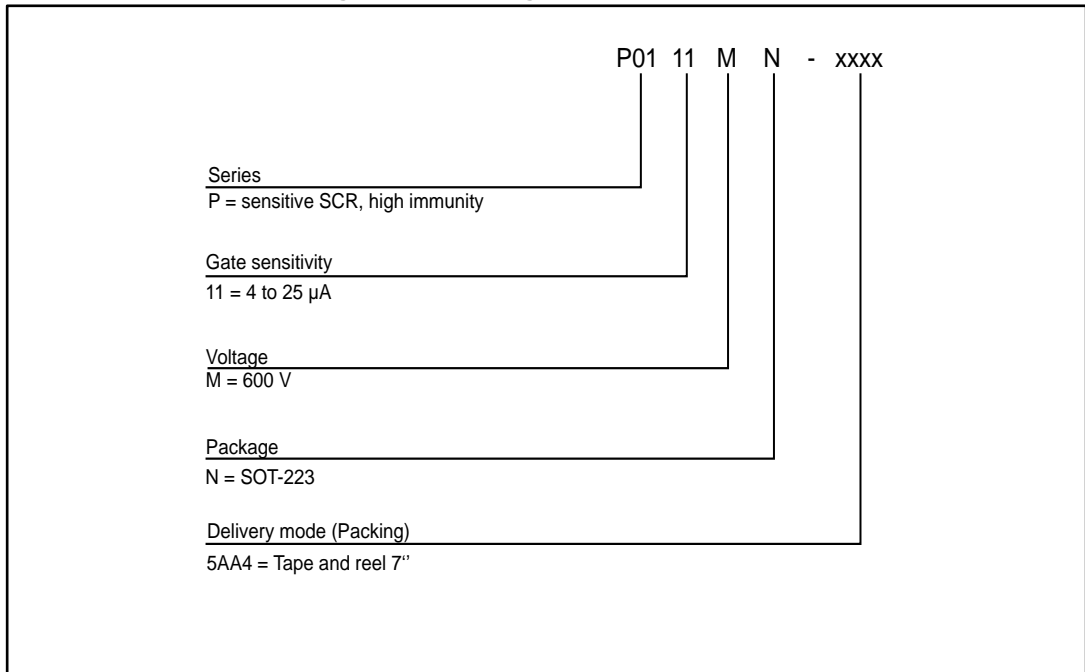 P01 11 M N - xxxx
Series
P = sensitive SCR, high immunity
Gate sensitivity
11 = 4 to 25 µA
Voltage
M = 600 V
Package
N = SOT-223
Delivery mode (Packing)
5AA4 = Tape and reel 7‘’